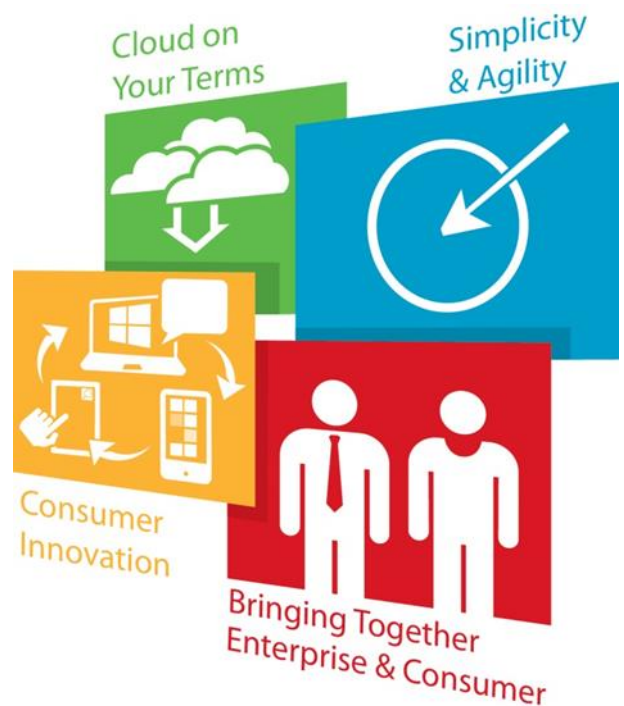 Cloud on
Your Terms
Simplicity
& Agility
Consumer
Innovation
Bringing Together
Enterprise & Consumer